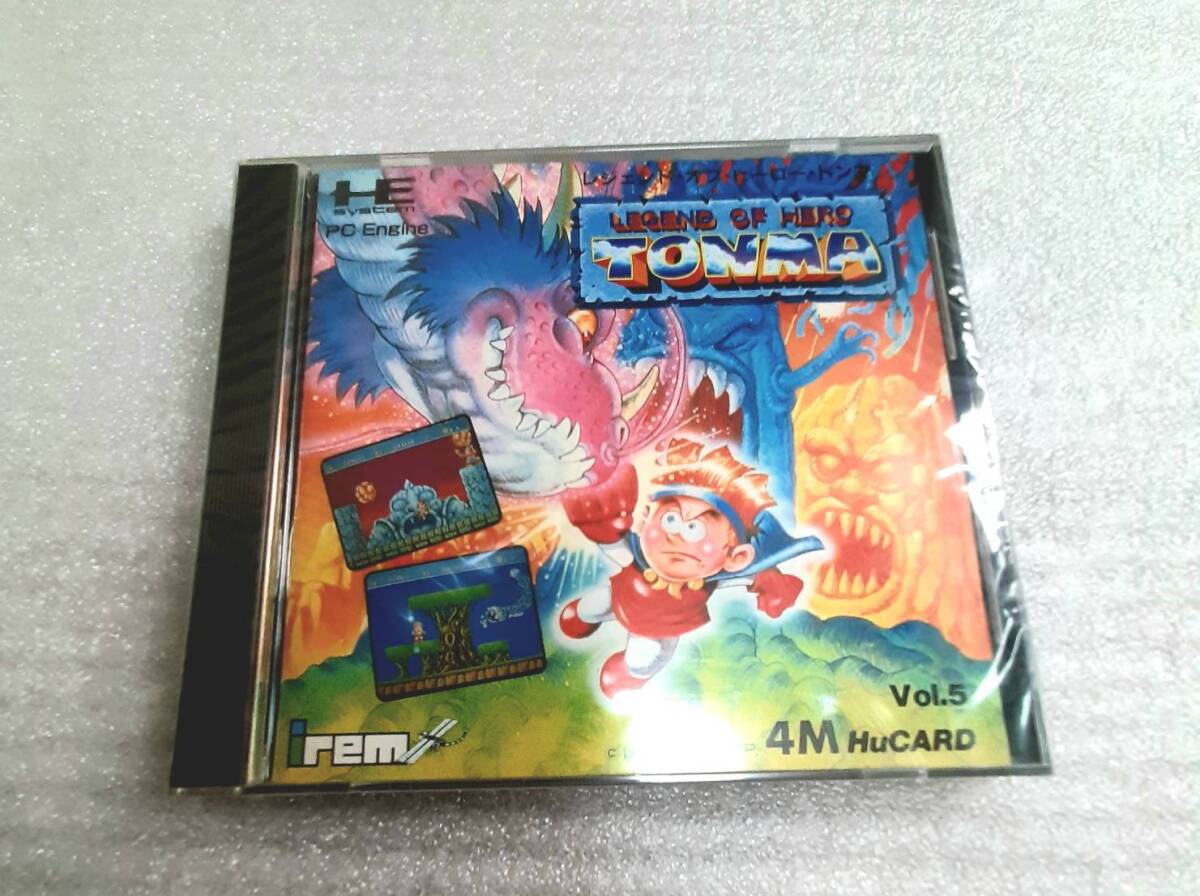 HE
system
PC Engine
レジェンド・オブ・ヒーロー・トンマ
LEGEND OF HERO
TONMA
TM
irem
Vol.5
4M HuCARD